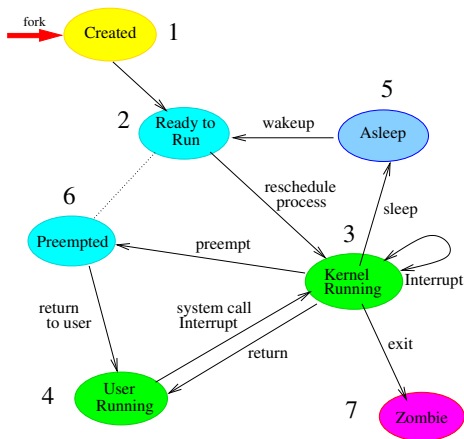 fork
Created
1
5
2
Ready to
Run
wakeup
Asleep
6
reschedule
process
sleep
3
Preempted
preempt
Kernel
Running
Interrupt
return
to user
system call
Interrupt
return
exit
4
User
Running
7
Zombie